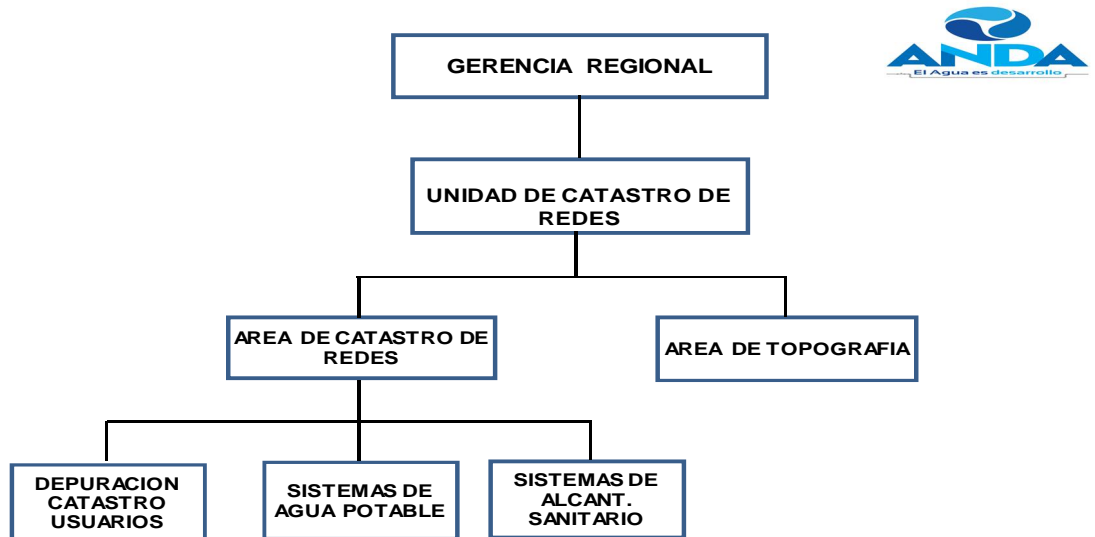 GERENCIA REGIONAL
ANDA
El Agua es desarrollo
UNIDAD DE CATASTRO DE
REDES
AREA DE CATASTRO DE
REDES
AREA DE TOPOGRAFIA
DEPURACION
CATASTRO
USUARIOS
SISTEMAS DE
AGUA POTABLE
SISTEMAS DE
ALCANT.
SANITARIO